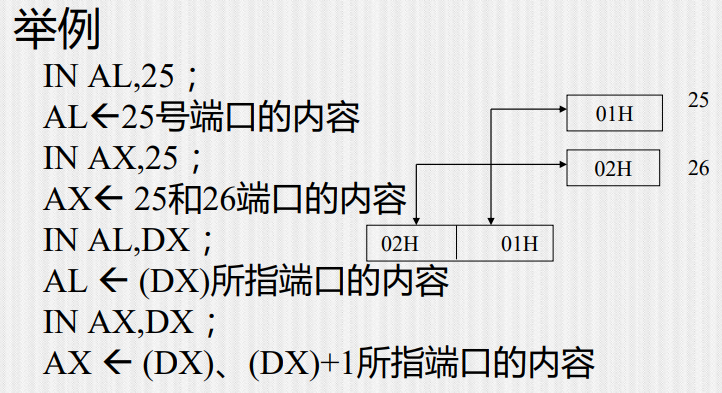 举例
IN AL,25；
AL←25号端口的内容
IN AX,25；
AX← 25和26端口的内容
IN AL,DX；
AL ← (DX)所指端口的内容
IN AX,DX；
AX ← (DX)、(DX)+1所指端口的内容
01H 25
02H 26
02H 01H